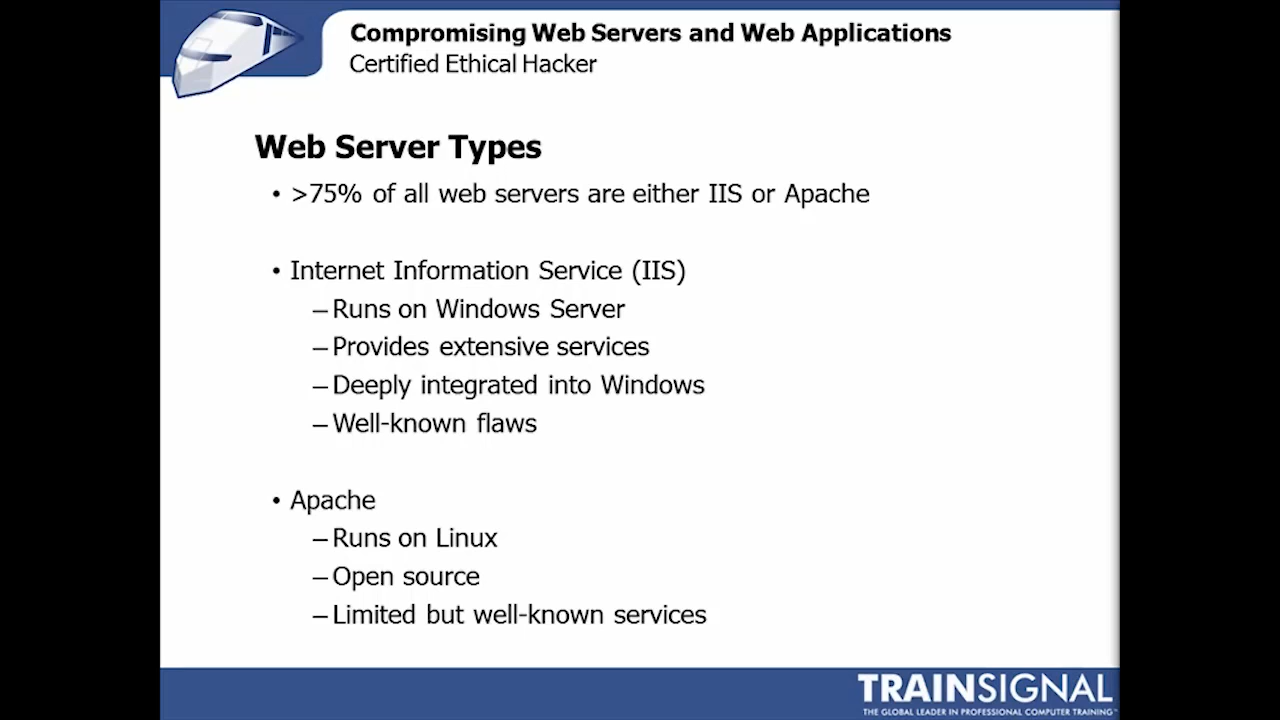 Compromising Web Servers and Web Applications
Certified Ethical Hacker
Web Server Types
• >75% of all web servers are either IIS or Apache
• Internet Information Service (IIS)
– Runs on Windows Server
– Provides extensive services
– Deeply integrated into Windows
– Well-known flaws
• Apache
– Runs on Linux
– Open source
– Limited but well-known services
TRAINSIGNAL
THE GLOBAL LEADER IN PROFESSIONAL COMPUTER TRAINING™